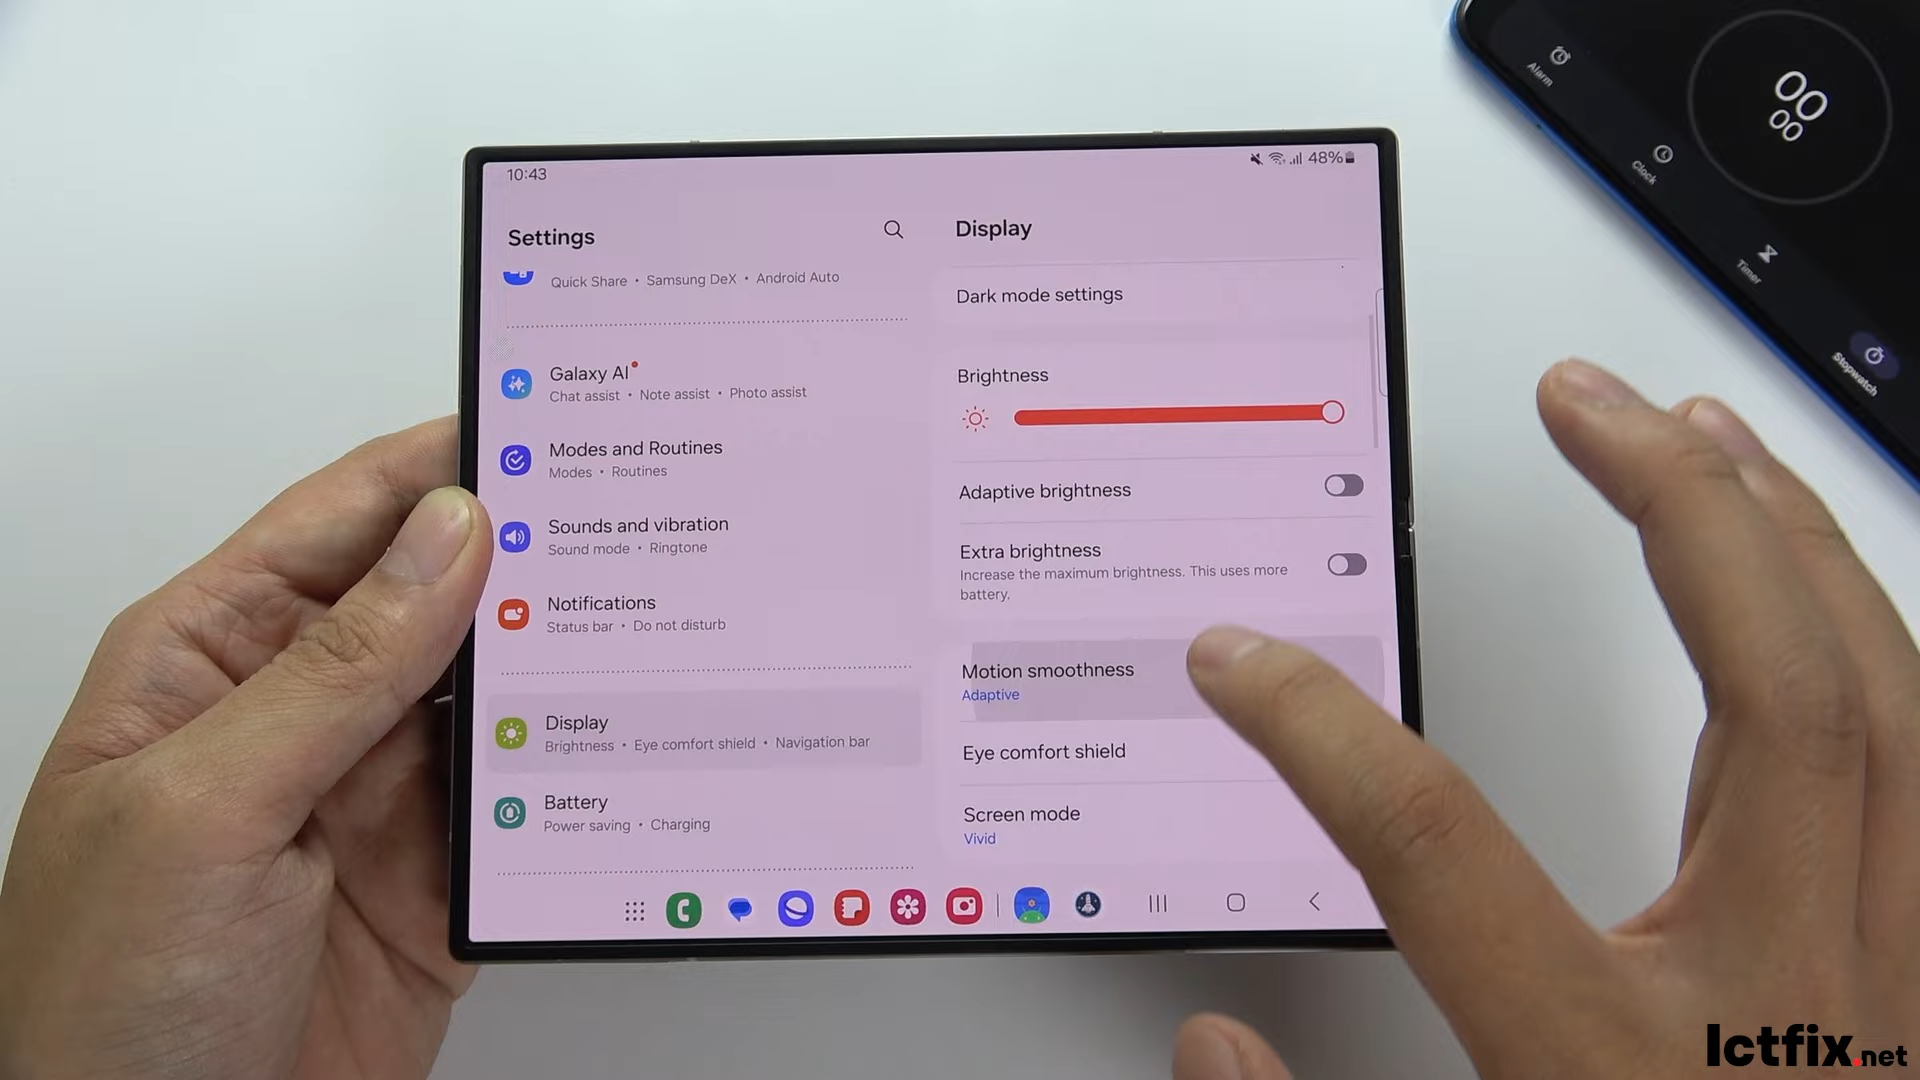 10:43
48%
Settings
Quick Share • Samsung DeX • Android Auto
Galaxy AI
Chat assist • Note assist • Photo assist
Modes and Routines
Modes • Routines
Sounds and vibration
Sound mode • Ringtone
Notifications
Status bar • Do not disturb
Display
Brightness • Eye comfort shield • Navigation bar
Battery
Power saving • Charging
Display
Dark mode settings
Brightness
Adaptive brightness
Extra brightness
Increase the maximum brightness. This uses more
battery.
Motion smoothness
Adaptive
Eye comfort shield
Screen mode
Vivid
Alarm
Clock
Timer
Stopwatch
00
00
Ictfix.net